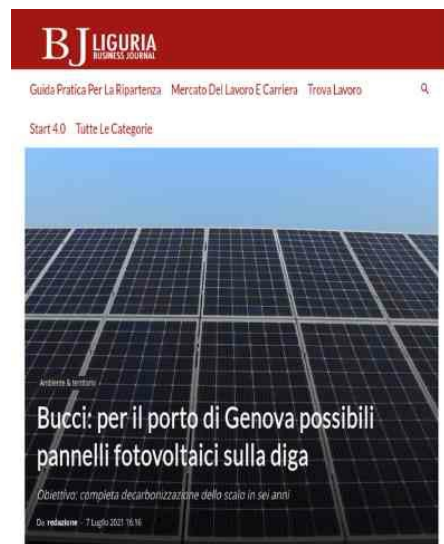 BJ LIGURIA
BUSINESS JOURNAL
Guida Pratica Per La Ripartenza Mercato Del Lavoro E Carriera Trova Lavoro
Start 4.0 Tutte Le Categorie
Ambiente & territorio
Bucci: per il porto di Genova possibili
pannelli fotovoltaici sulla diga
Obiettivo: completa decarbonizzazione dello scalo in sei anni
Da redazione - 7 Luglio 2021 16:16